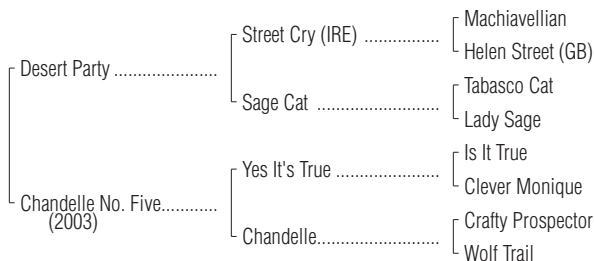 Machiavellian
Street Cry (IRE) ................
Helen Street (GB)
Desert Party ......................
Tabasco Cat
Sage Cat ..........................
Lady Sage
Is It True
Yes It's True ......................
Clever Monique
Chandelle No. Five............
(2003)
Crafty Prospector
Chandelle..........................
Wolf Trail